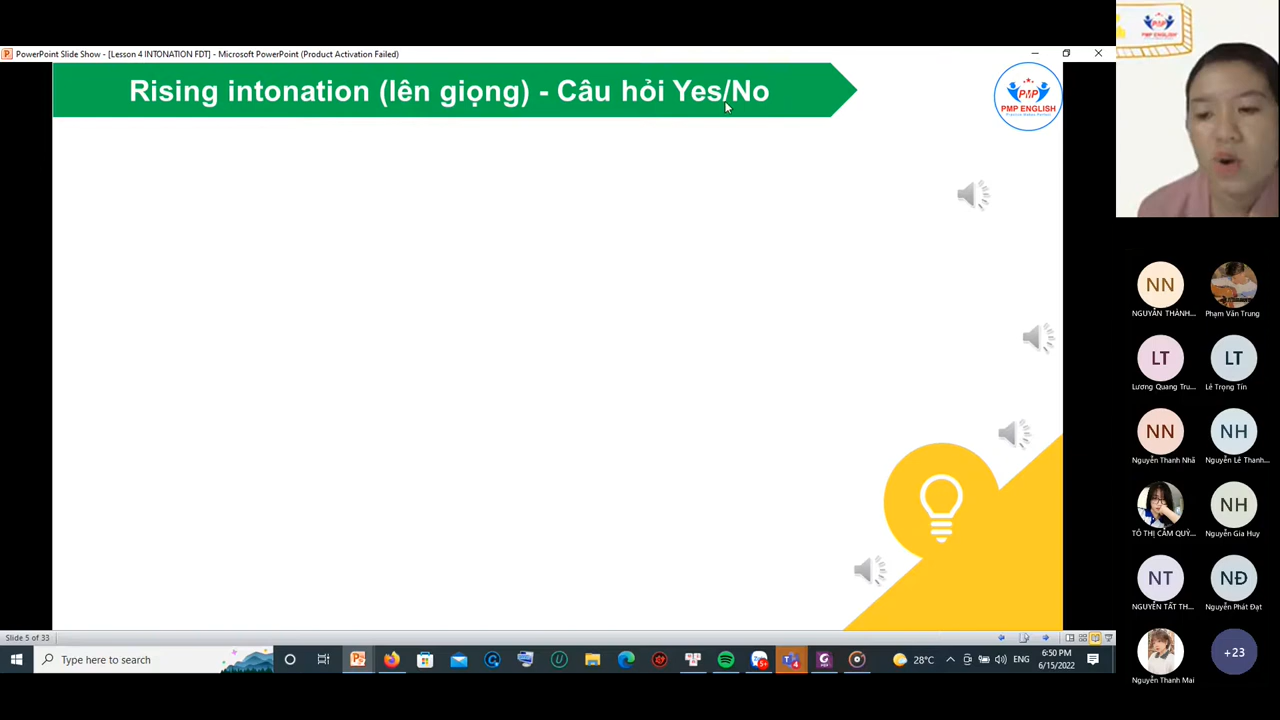 PowerPoint Slide Show - [Lesson 4 INTONATION FDT] - Microsoft PowerPoint (Product Activation Failed)
Rising intonation (lên giọng) - Câu hỏi Yes/No
PMP
PMP ENGLISH
NN
NGUYỄN THÀNH...
Phạm Văn Trung
LT
Lương Quang Tru...
LT
Lê Trọng Tín
NN
Nguyễn Thanh Nhã
NH
Nguyễn Lê Thanh...
TÔ THỊ CẨM QUỲ...
NH
Nguyễn Gia Huy
NT
NGUYỄN TẤT TH...
NĐ
Nguyễn Phát Đạt
Nguyễn Thanh Mai
+23
Slide 5 of 33
Type here to search
28°C
ENG
6:50 PM
6/15/2022